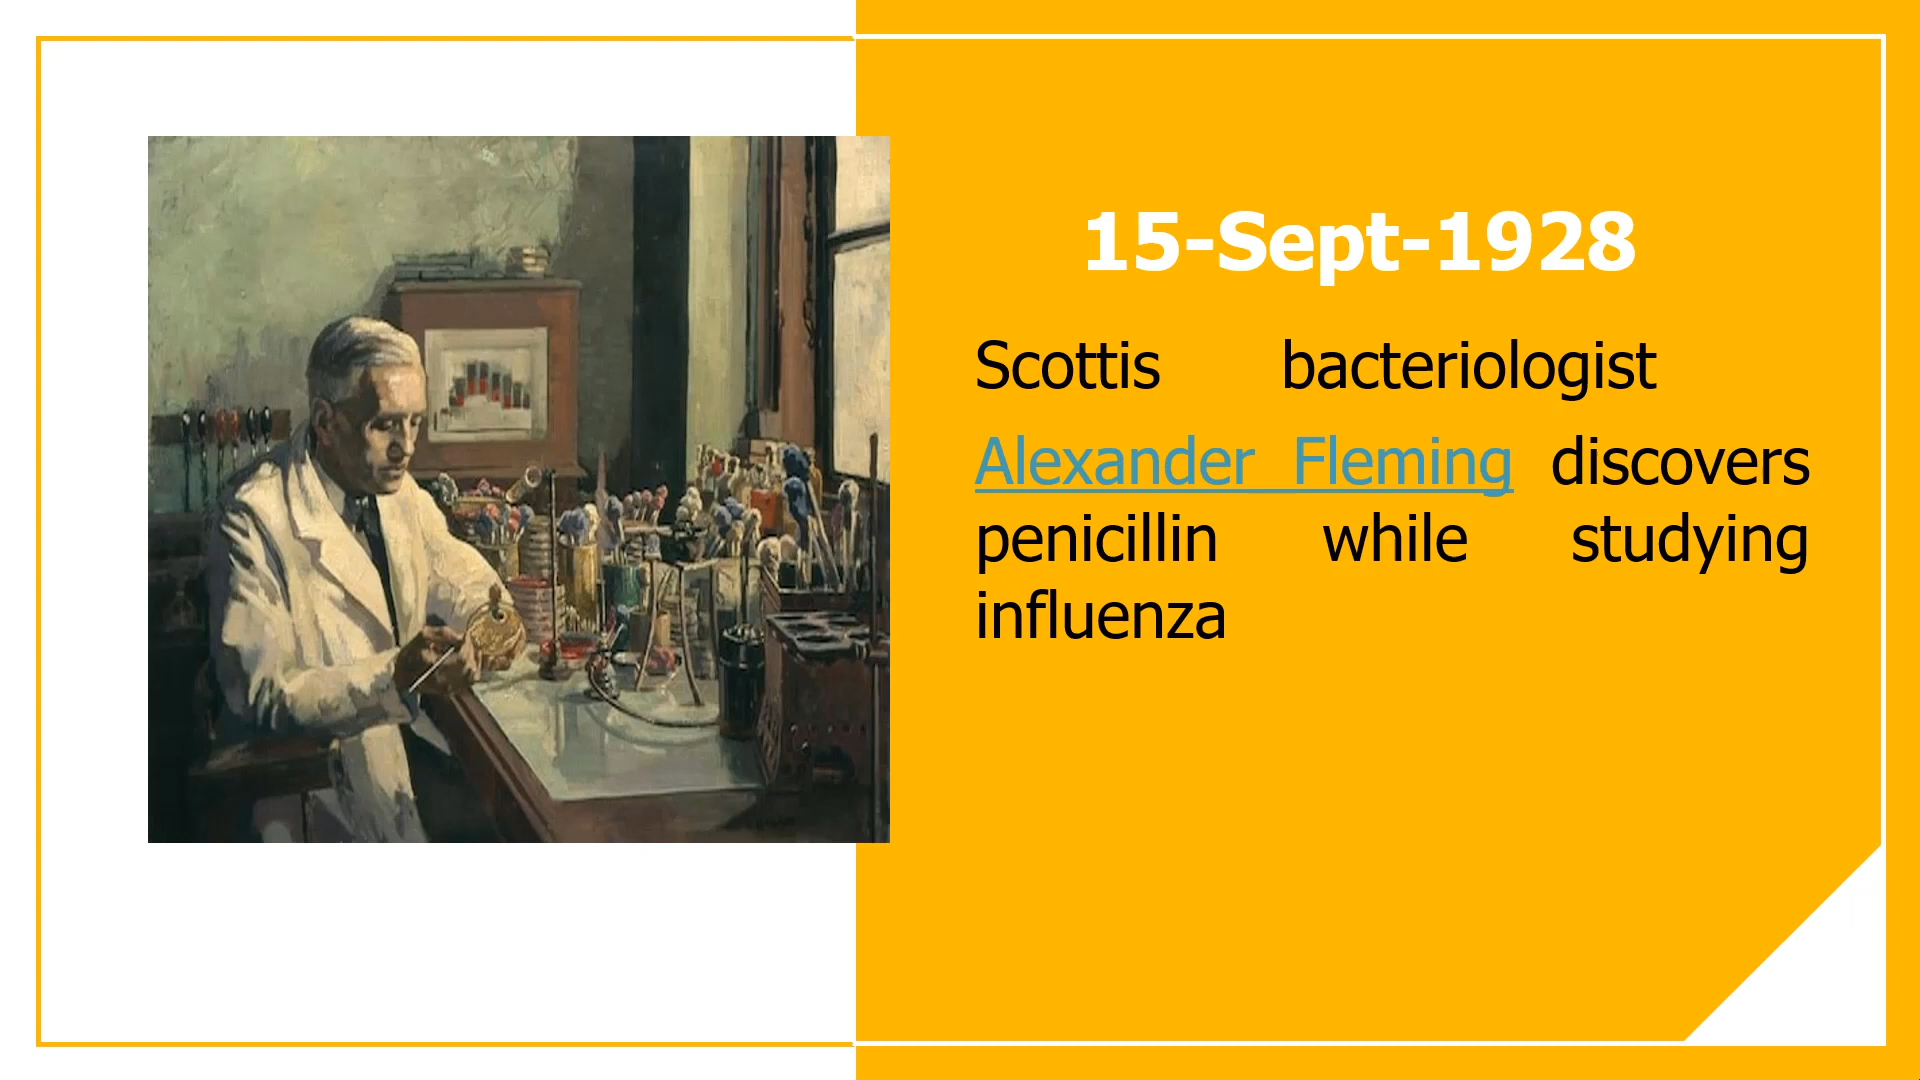 15-Sept-1928
Scottis bacteriologist
Alexander Fleming discovers
penicillin while studying
influenza